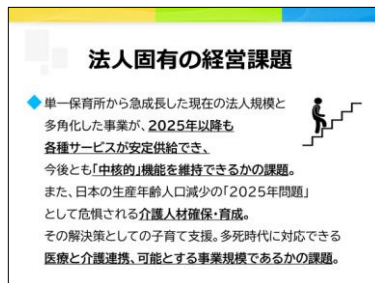 法人固有の経営課題
単一保育所から急成長した現在の法人規模と
多角化した事業が、2025年以降も
各種サービスが安定供給でき、
今後とも「中核的」機能を維持できるかの課題。
また、日本の生産年齢人口減少の「2025年問題」
として危惧される介護人材確保・育成。
その解決策としての子育て支援。多死時代に対応できる
医療と介護連携、可能とする事業規模であるかの課題。